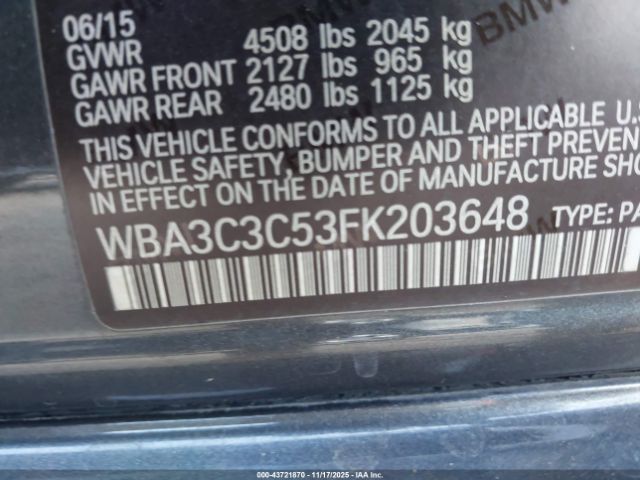 06/15
GVWR 4508 lbs 2045 kg
GAWR FRONT 2127 lbs 965 kg
GAWR REAR 2480 lbs 1125 kg
THIS VEHICLE CONFORMS TO ALL APPLICABLE U.S
VEHICLE SAFETY, BUMPER AND THEFT PREVEN
IN EFFECT ON THE DATE OF MANUFACTURE SHO
WBA3C3C53FK203648 TYPE: PA
BMW
© IAA 43721870 11/17/2025 IAA ©